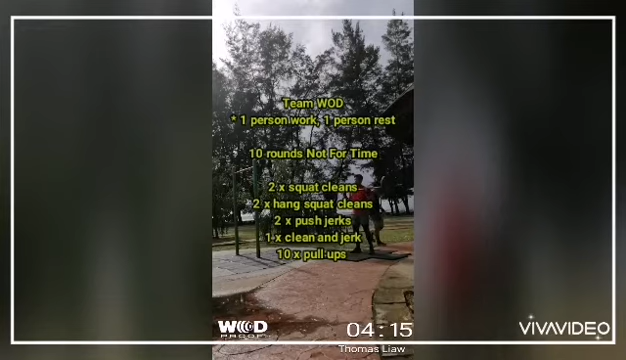 Team WOD
* 1 person work, 1 person rest
10 rounds Not For Time
2 x squat cleans
2 x hang squat cleans
2 x push jerks
1 x clean and jerk
10 x pull ups
WOD
PROOF
04:15
Thomas Liaw
VIVAVIDEO